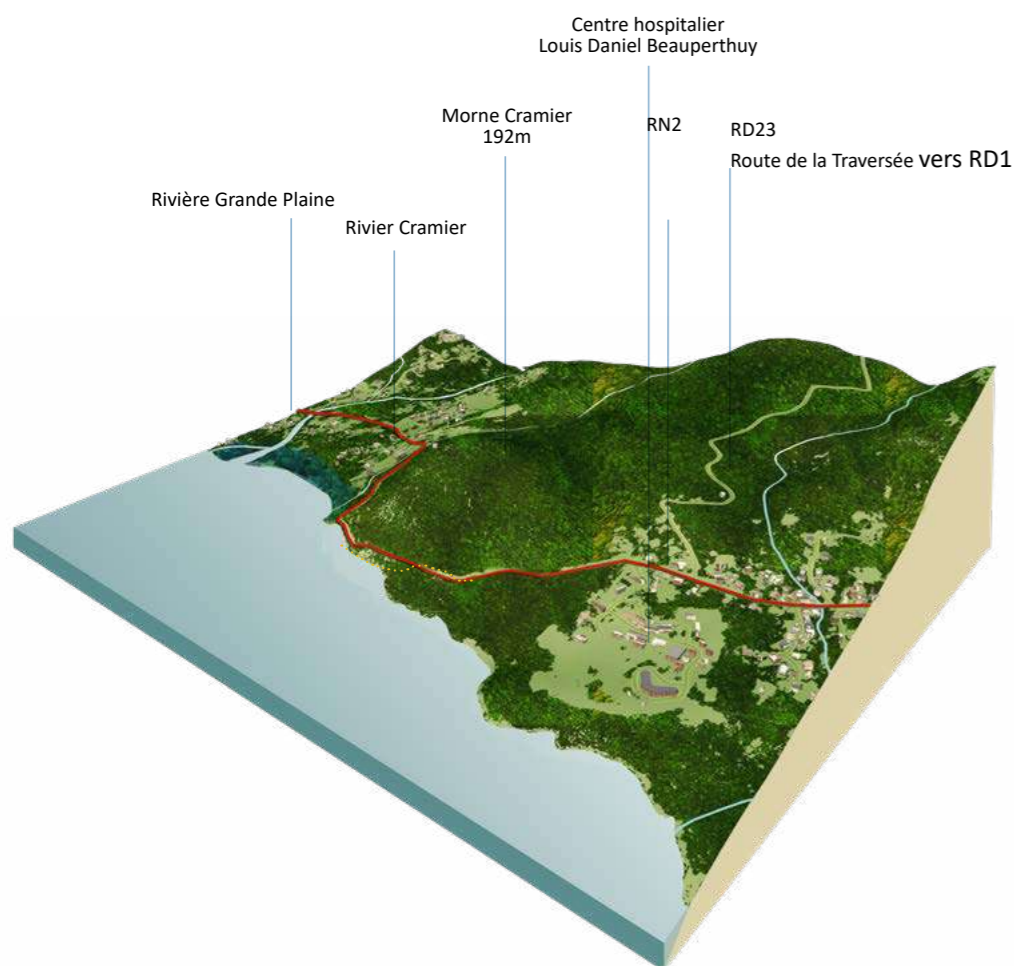 Centre hospitalier
Louis Daniel Beauperthuy
Morne Cramier
192m
RN2
RD23
Route de la Traversée vers RD1
Rivière Grande Plaine
Rivier Cramier